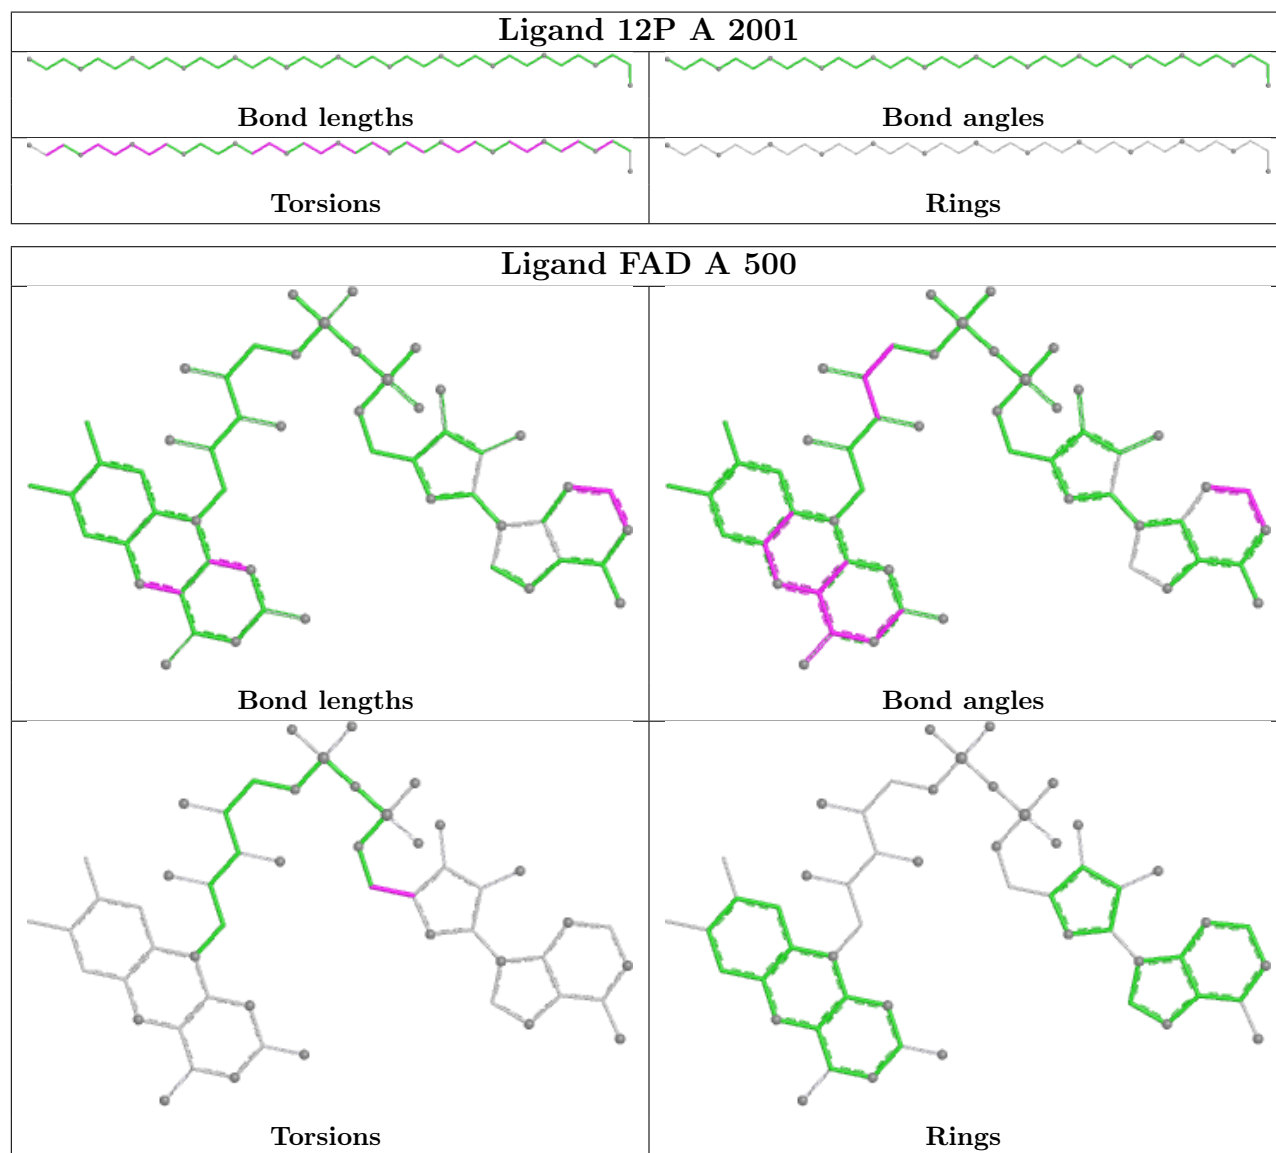 Ligand 12P A 2001
Bond lengths
Bond angles
Torsions
Rings
Ligand FAD A 500
Bond lengths
Bond angles
Torsions
Rings